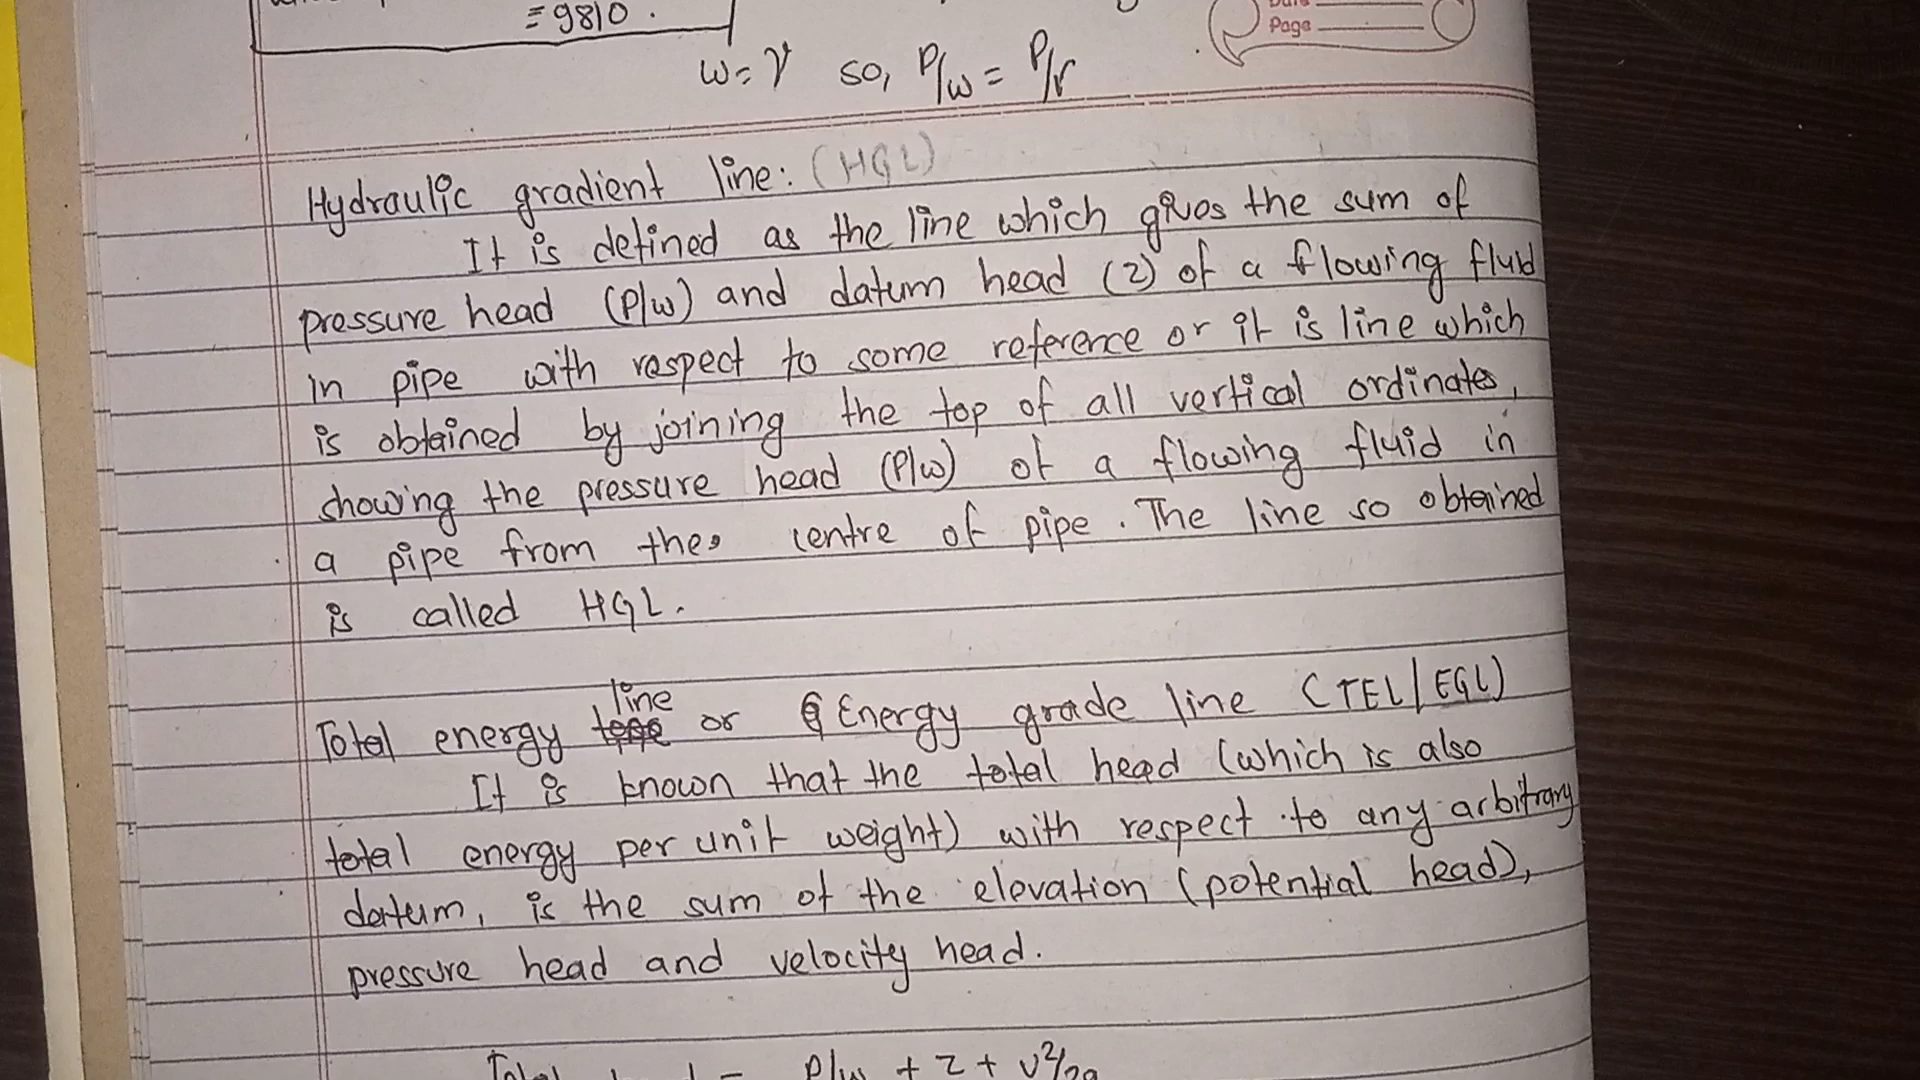 = 9810.
Page
w = γ so, P/w = P/r
Hydraulic gradient line: (HGL)
It is defined as the line which gives the sum of
pressure head (P/w) and datum head (z) of a flowing fluid
in pipe with respect to some reference or it is line which
is obtained by joining the top of all vertical ordinates,
showing the pressure head (P/w) of a flowing fluid in
a pipe from the centre of pipe. The line so obtained
is called HGL.
line
Total energy or Energy grade line (TEL/EGL)
It is known that the total head (which is also
total energy per unit weight) with respect to any arbitrary
datum, is the sum of the elevation (potential head),
pressure head and velocity head.
P/w + z + v²/2g